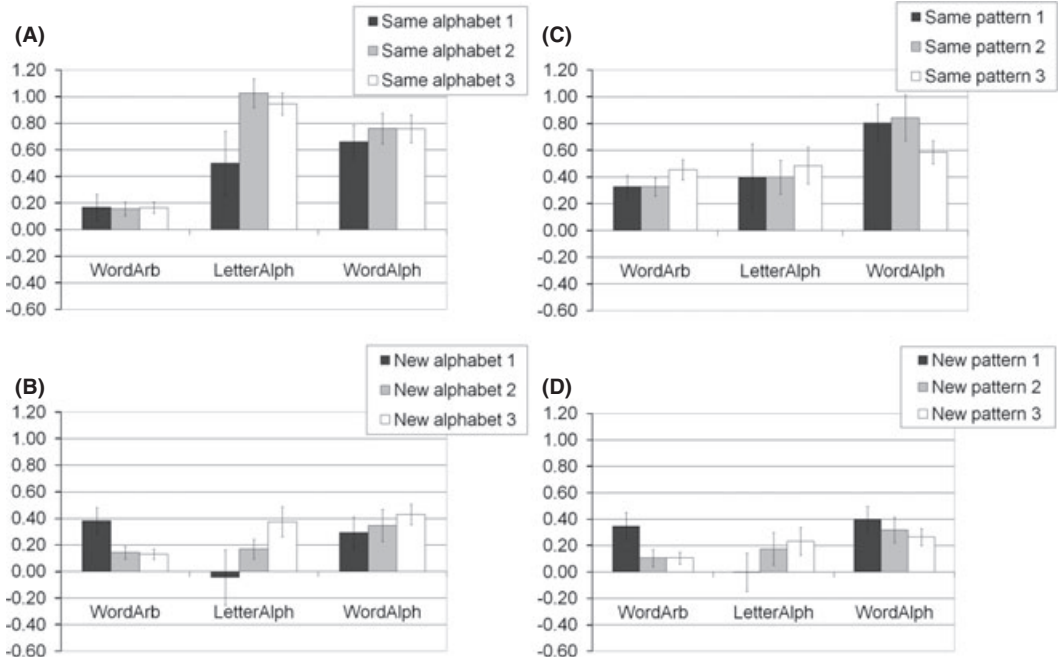 (A)
Same alphabet 1
Same alphabet 2
Same alphabet 3
1.20
1.00
0.80
0.60
0.40
0.20
0.00
-0.20
-0.40
-0.60
WordArb LetterAlph WordAlph
(C)
Same pattern 1
Same pattern 2
Same pattern 3
1.20
1.00
0.80
0.60
0.40
0.20
0.00
-0.20
-0.40
-0.60
WordArb LetterAlph WordAlph
(B)
New alphabet 1
New alphabet 2
New alphabet 3
1.20
1.00
0.80
0.60
0.40
0.20
0.00
-0.20
-0.40
-0.60
WordArb LetterAlph WordAlph
(D)
New pattern 1
New pattern 2
New pattern 3
1.20
1.00
0.80
0.60
0.40
0.20
0.00
-0.20
-0.40
-0.60
WordArb LetterAlph WordAlph